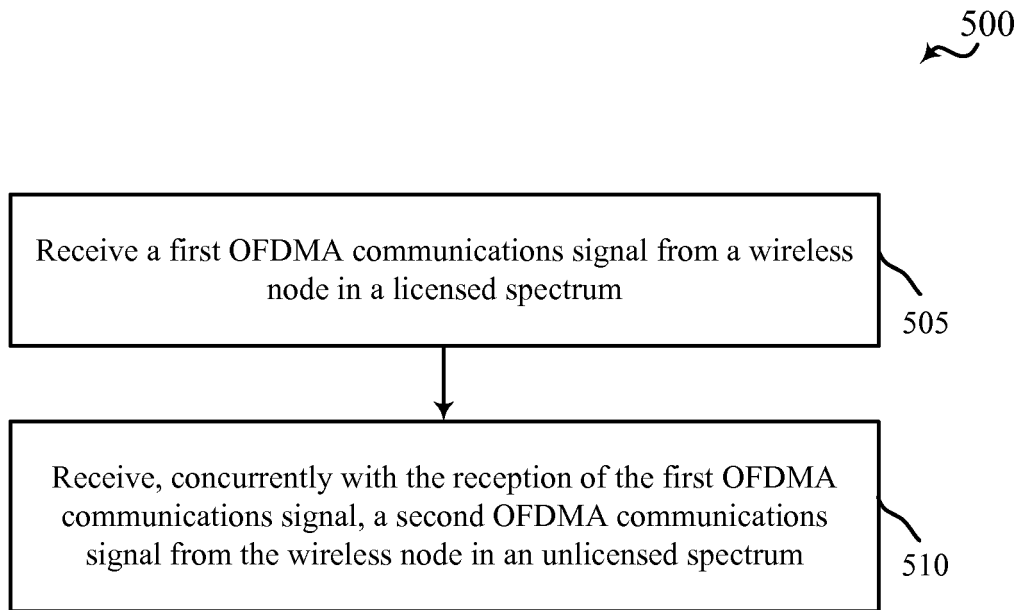 500
Receive a first OFDMA communications signal from a wireless
node in a licensed spectrum
505
Receive, concurrently with the reception of the first OFDMA
communications signal, a second OFDMA communications
signal from the wireless node in an unlicensed spectrum
510